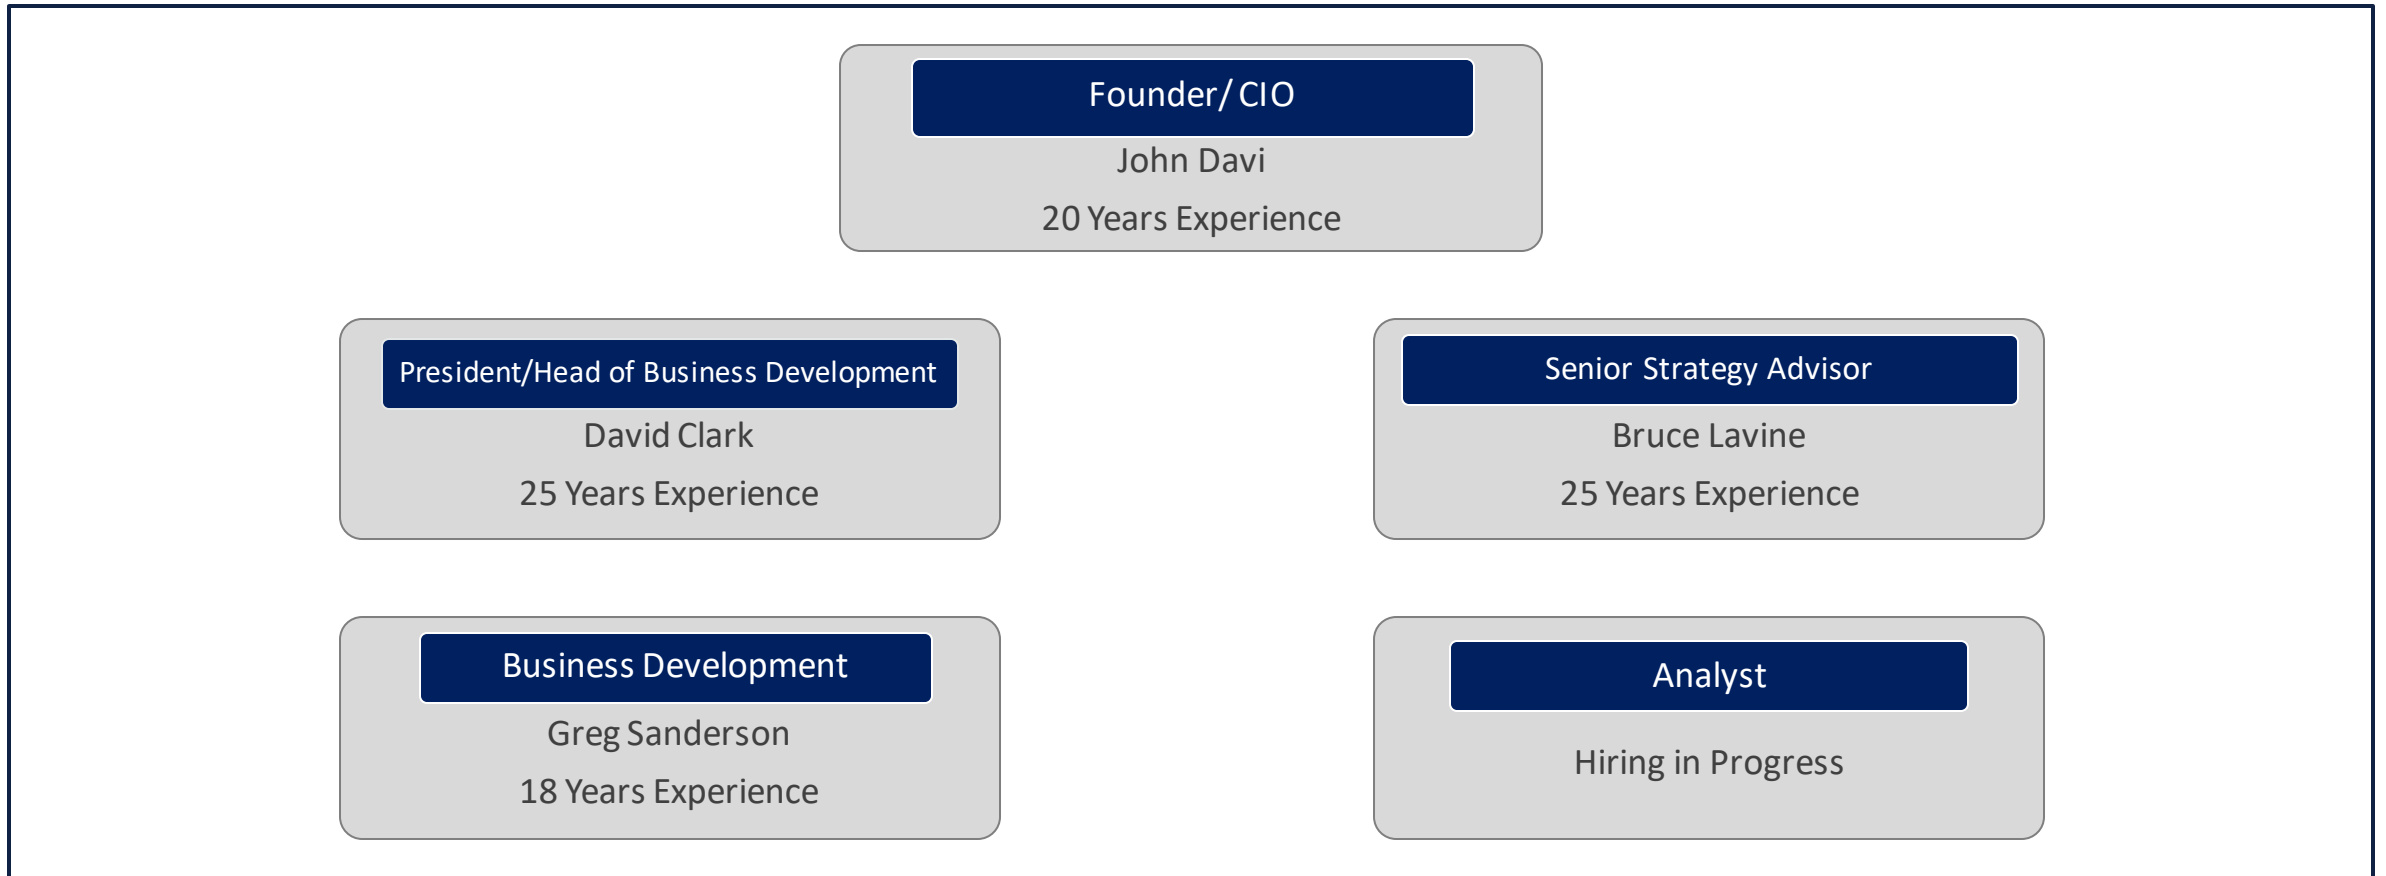 Founder/ CIO
John Davi
20 Years Experience
President/Head of Business Development
David Clark
25 Years Experience
Senior Strategy Advisor
Bruce Lavine
25 Years Experience
Business Development
Greg Sanderson
18 Years Experience
Analyst
Hiring in Progress